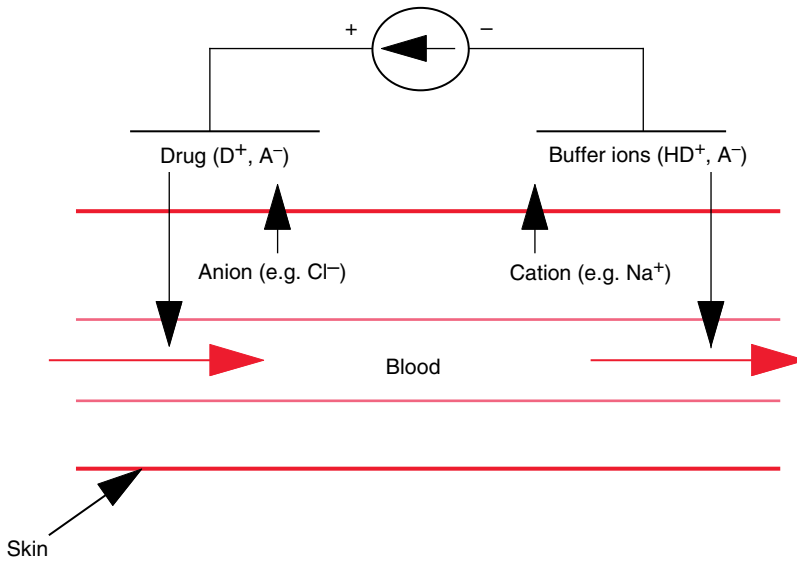 + −
Drug (D⁺, A⁻) Buffer ions (HD⁺, A⁻)
Anion (e.g. Cl⁻) Cation (e.g. Na⁺)
Blood
Skin